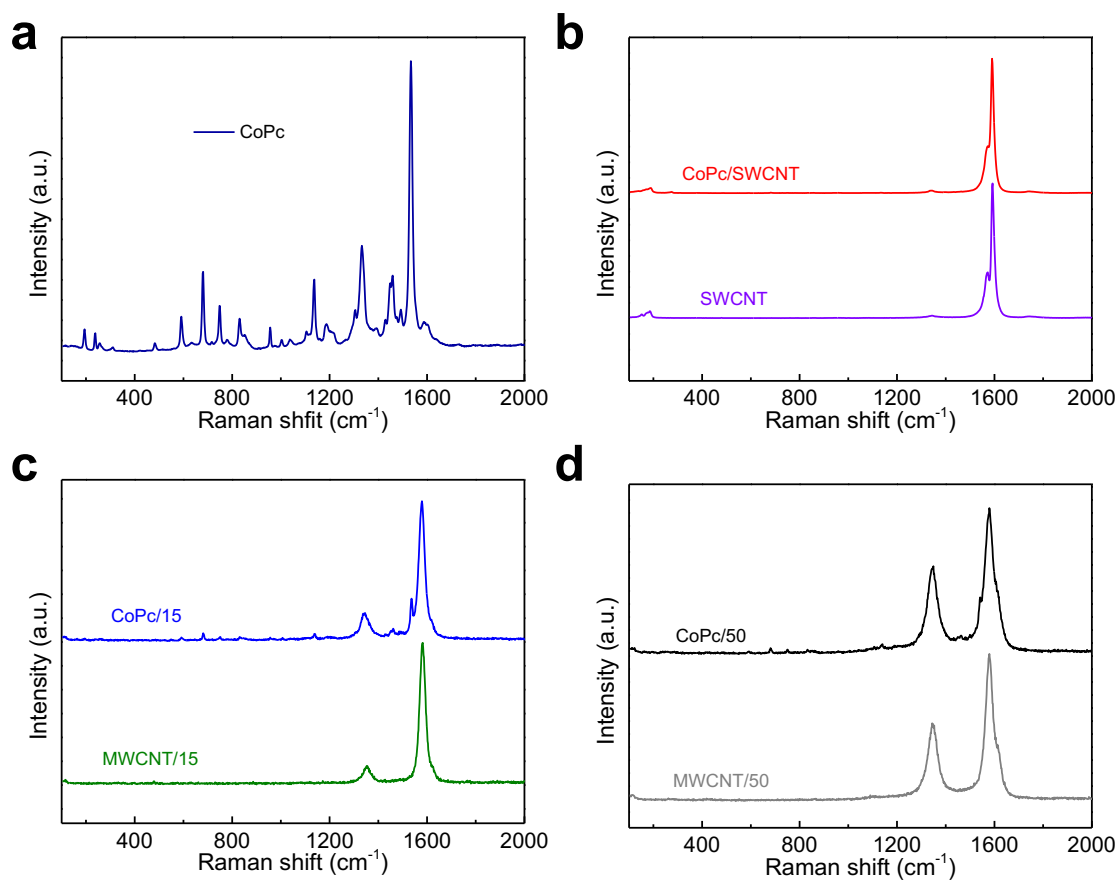 a
CoPc
Intensity (a.u.)
400 800 1200 1600 2000
Raman shfit (cm⁻¹)
b
CoPc/SWCNT
SWCNT
Intensity (a.u.)
400 800 1200 1600 2000
Raman shift (cm⁻¹)
c
CoPc/15
MWCNT/15
Intensity (a.u.)
400 800 1200 1600 2000
Raman shift (cm⁻¹)
d
CoPc/50
MWCNT/50
Intensity (a.u.)
400 800 1200 1600 2000
Raman shift (cm⁻¹)